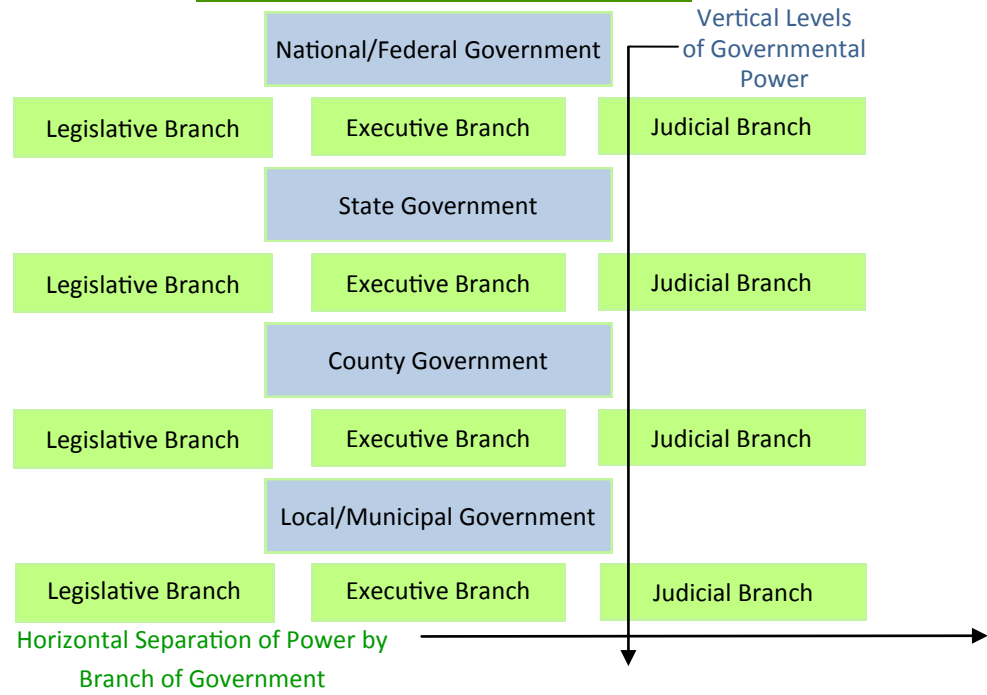 Vertical Levels
of Governmental
Power
National/Federal Government
Legislative Branch
Executive Branch
Judicial Branch
State Government
Legislative Branch
Executive Branch
Judicial Branch
County Government
Legislative Branch
Executive Branch
Judicial Branch
Local/Municipal Government
Legislative Branch
Executive Branch
Judicial Branch
Horizontal Separation of Power by
Branch of Government